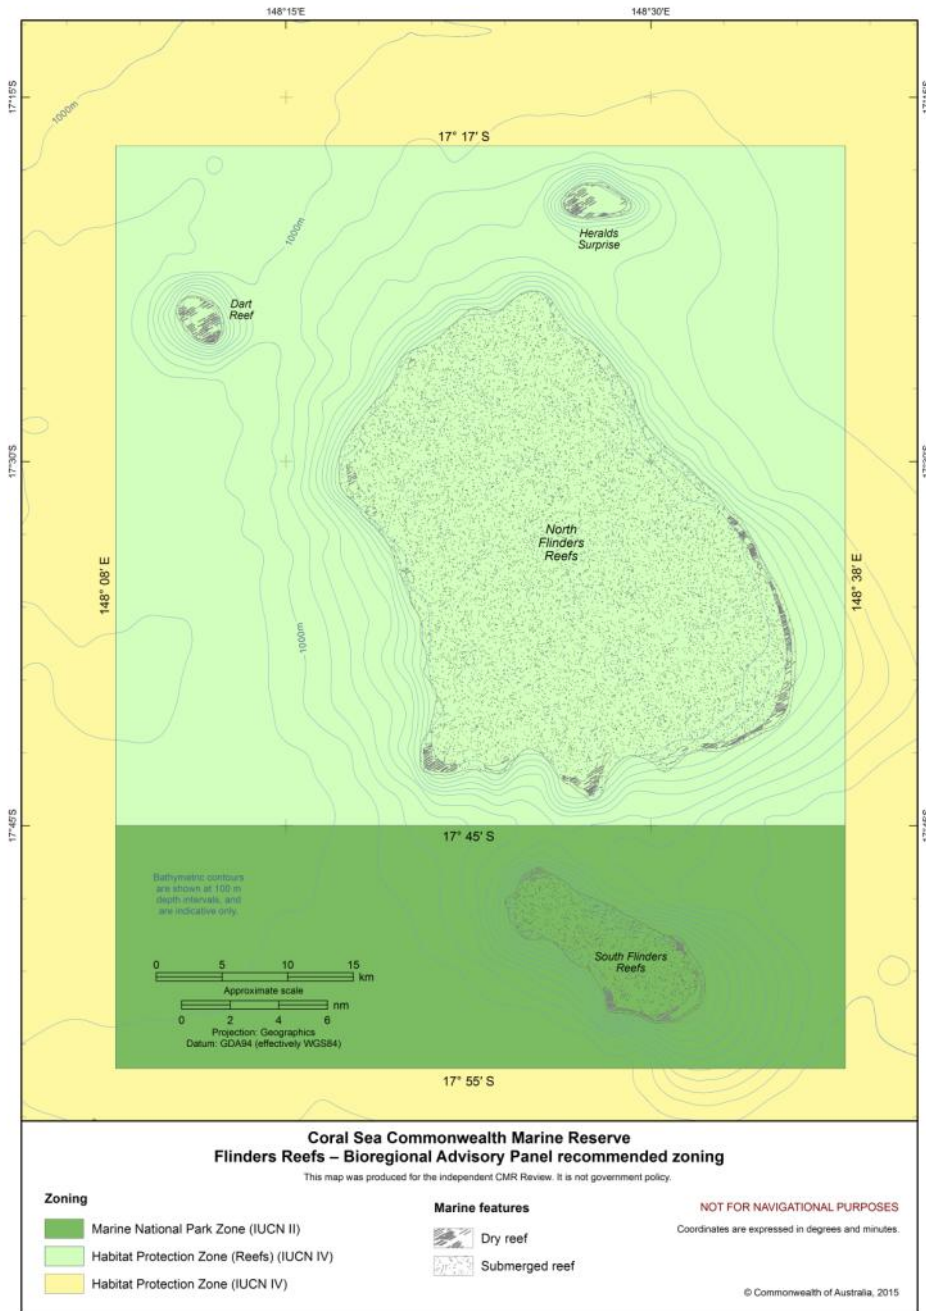 148°15'E
148°30'E
17°15'S
17°15'S
1000m
17° 17' S
1000m
Heralds
Surprise
Dart
Reef
17°30'S
17°30'S
North
Flinders
Reefs
148° 08' E
148° 38' E
1000m
17°45'S
17°45'S
17° 45' S
Bathymetric contours
are shown at 100 m
depth intervals, and
are indicative only.
South Flinders
Reefs
0 5 10 15
km
Approximate scale
nm
0 2 4 6
Projection: Geographics
Datum: GDA94 (effectively WGS84)
17° 55' S
Coral Sea Commonwealth Marine Reserve
Flinders Reefs – Bioregional Advisory Panel recommended zoning
This map was produced for the independent CMR Review. It is not government policy.
Zoning
Marine National Park Zone (IUCN II)
Habitat Protection Zone (Reefs) (IUCN IV)
Habitat Protection Zone (IUCN IV)
Marine features
Dry reef
Submerged reef
NOT FOR NAVIGATIONAL PURPOSES
Coordinates are expressed in degrees and minutes.
© Commonwealth of Australia, 2015